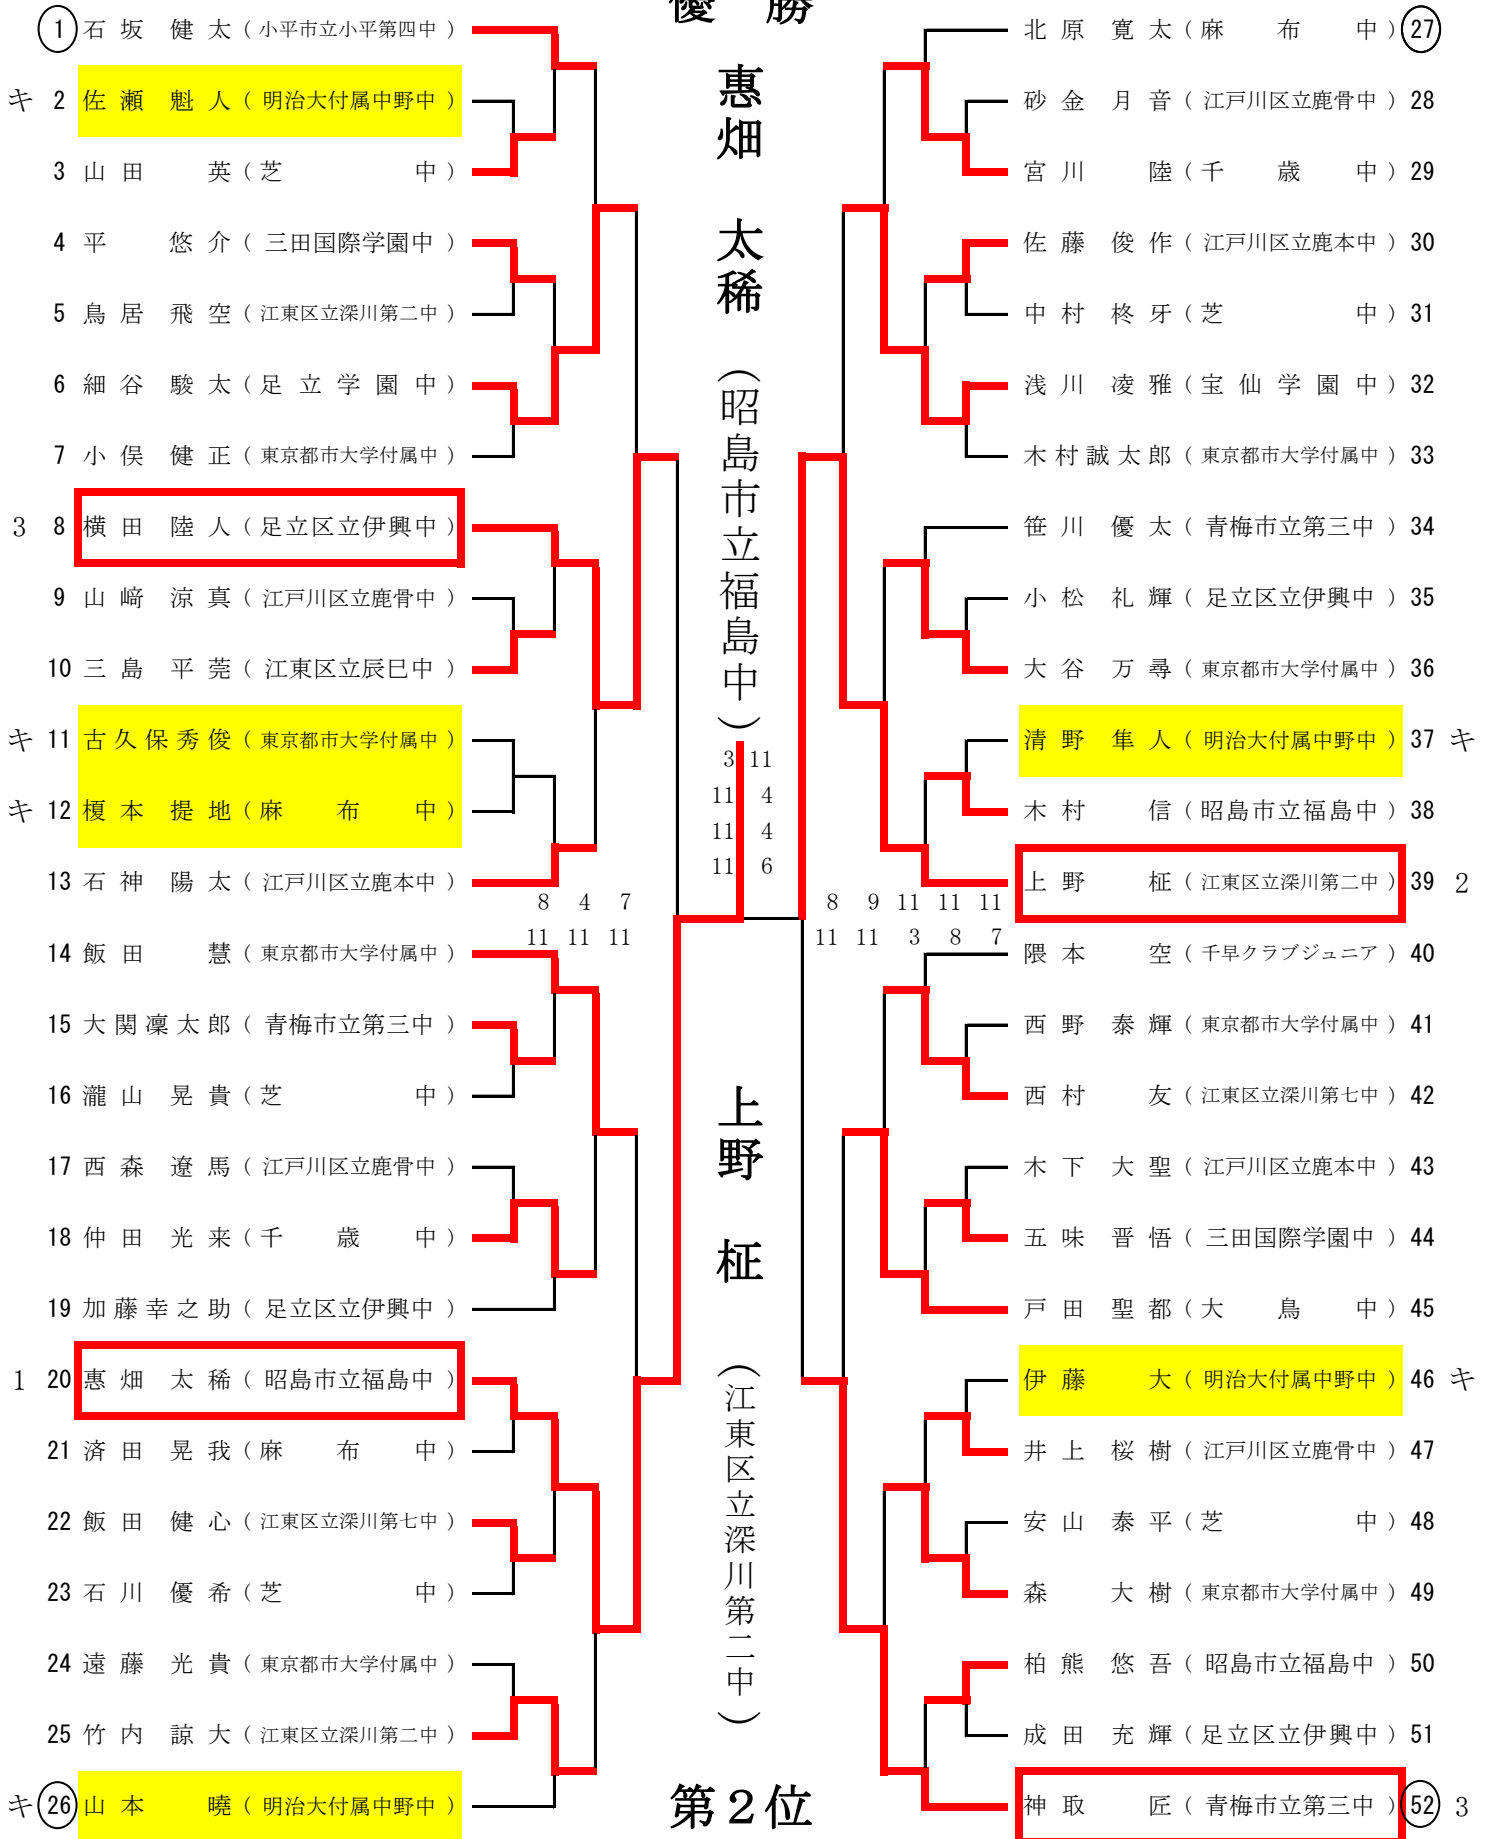 優勝
① 石坂 健太 (小平市立小平第四中)
キ 2 佐瀬 魁人 (明治大付属中野中)
3 山田 英 (芝中)
4 平 悠介 (三田国際学園中)
5 鳥居 飛空 (江東区立深川第二中)
6 細谷 駿太 (足立学園中)
7 小俣 健正 (東京都市大学付属中)
3 8 横田 陸人 (足立区立伊興中)
9 山﨑 涼真 (江戸川区立鹿骨中)
10 三島 平莞 (江東区立辰巳中)
キ 11 古久保秀俊 (東京都市大学付属中)
キ 12 榎本 提地 (麻布中)
13 石神 陽太 (江戸川区立鹿本中)
14 飯田 慧 (東京都市大学付属中)
15 大関凜太郎 (青梅市立第三中)
16 瀧山 晃貴 (芝中)
17 西森 遼馬 (江戸川区立鹿骨中)
18 仲田 光来 (千歳中)
19 加藤幸之助 (足立区立伊興中)
1 20 惠畑 太稀 (昭島市立福島中)
21 済田 晃我 (麻布中)
22 飯田 健心 (江東区立深川第七中)
23 石川 優希 (芝中)
24 遠藤 光貴 (東京都市大学付属中)
25 竹内 諒大 (江東区立深川第二中)
キ ㉖ 山本 曉 (明治大付属中野中)
惠畑 太稀 (昭島市立福島中)
3 11
11 4
11 4
11 6
8 4 7
11 11 11
8 9 11 11 11
11 11 3 8 7
上野 柾 (江東区立深川第二中)
第2位
北原 寛太 (麻布中) ㉗
砂金 月音 (江戸川区立鹿骨中) 28
宮川 陸 (千歳中) 29
佐藤 俊作 (江戸川区立鹿本中) 30
中村 柊牙 (芝中) 31
浅川 凌雅 (宝仙学園中) 32
木村誠太郎 (東京都市大学付属中) 33
笹川 優太 (青梅市立第三中) 34
小松 礼輝 (足立区立伊興中) 35
大谷 万尋 (東京都市大学付属中) 36
清野 隼人 (明治大付属中野中) 37 キ
木村 信 (昭島市立福島中) 38
上野 柾 (江東区立深川第二中) 39 2
隈本 空 (千早クラブジュニア) 40
西野 泰輝 (東京都市大学付属中) 41
西村 友 (江東区立深川第七中) 42
木下 大聖 (江戸川区立鹿本中) 43
五味 晋悟 (三田国際学園中) 44
戸田 聖都 (大鳥中) 45
伊藤 大 (明治大付属中野中) 46 キ
井上 桜樹 (江戸川区立鹿骨中) 47
安山 泰平 (芝中) 48
森 大樹 (東京都市大学付属中) 49
柏熊 悠吾 (昭島市立福島中) 50
成田 充輝 (足立区立伊興中) 51
神取 匠 (青梅市立第三中) 52 3